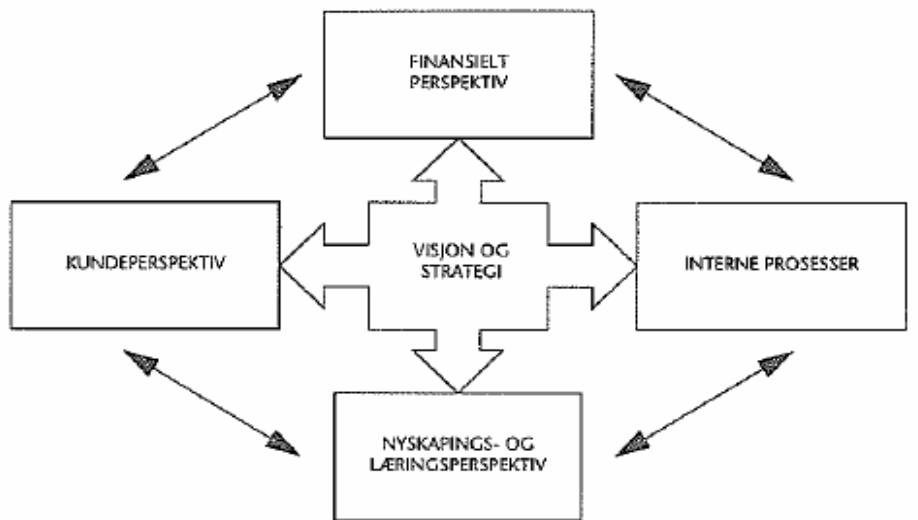 FINANSIELT
PERSPEKTIV
KUNDEPERSPEKTIV
VISJON OG
STRATEGI
INTERNE PROSESSER
NYSKAPINGS- OG
LÆRINGSPERSPEKTIV